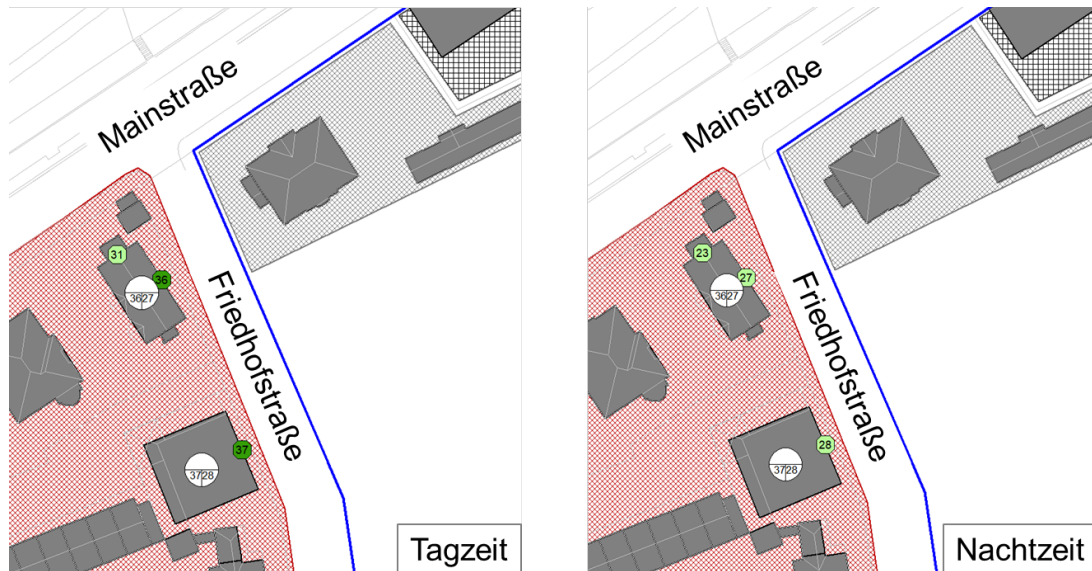 Mainstraße
31
36
3627
Friedhofstraße
37
3728
Tagzeit
Mainstraße
23
27
3627
Friedhofstraße
28
3728
Nachtzeit